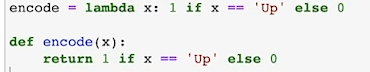 encode = lambda x: 1 if x == 'Up' else 0
def encode(x):
    return 1 if x == 'Up' else 0